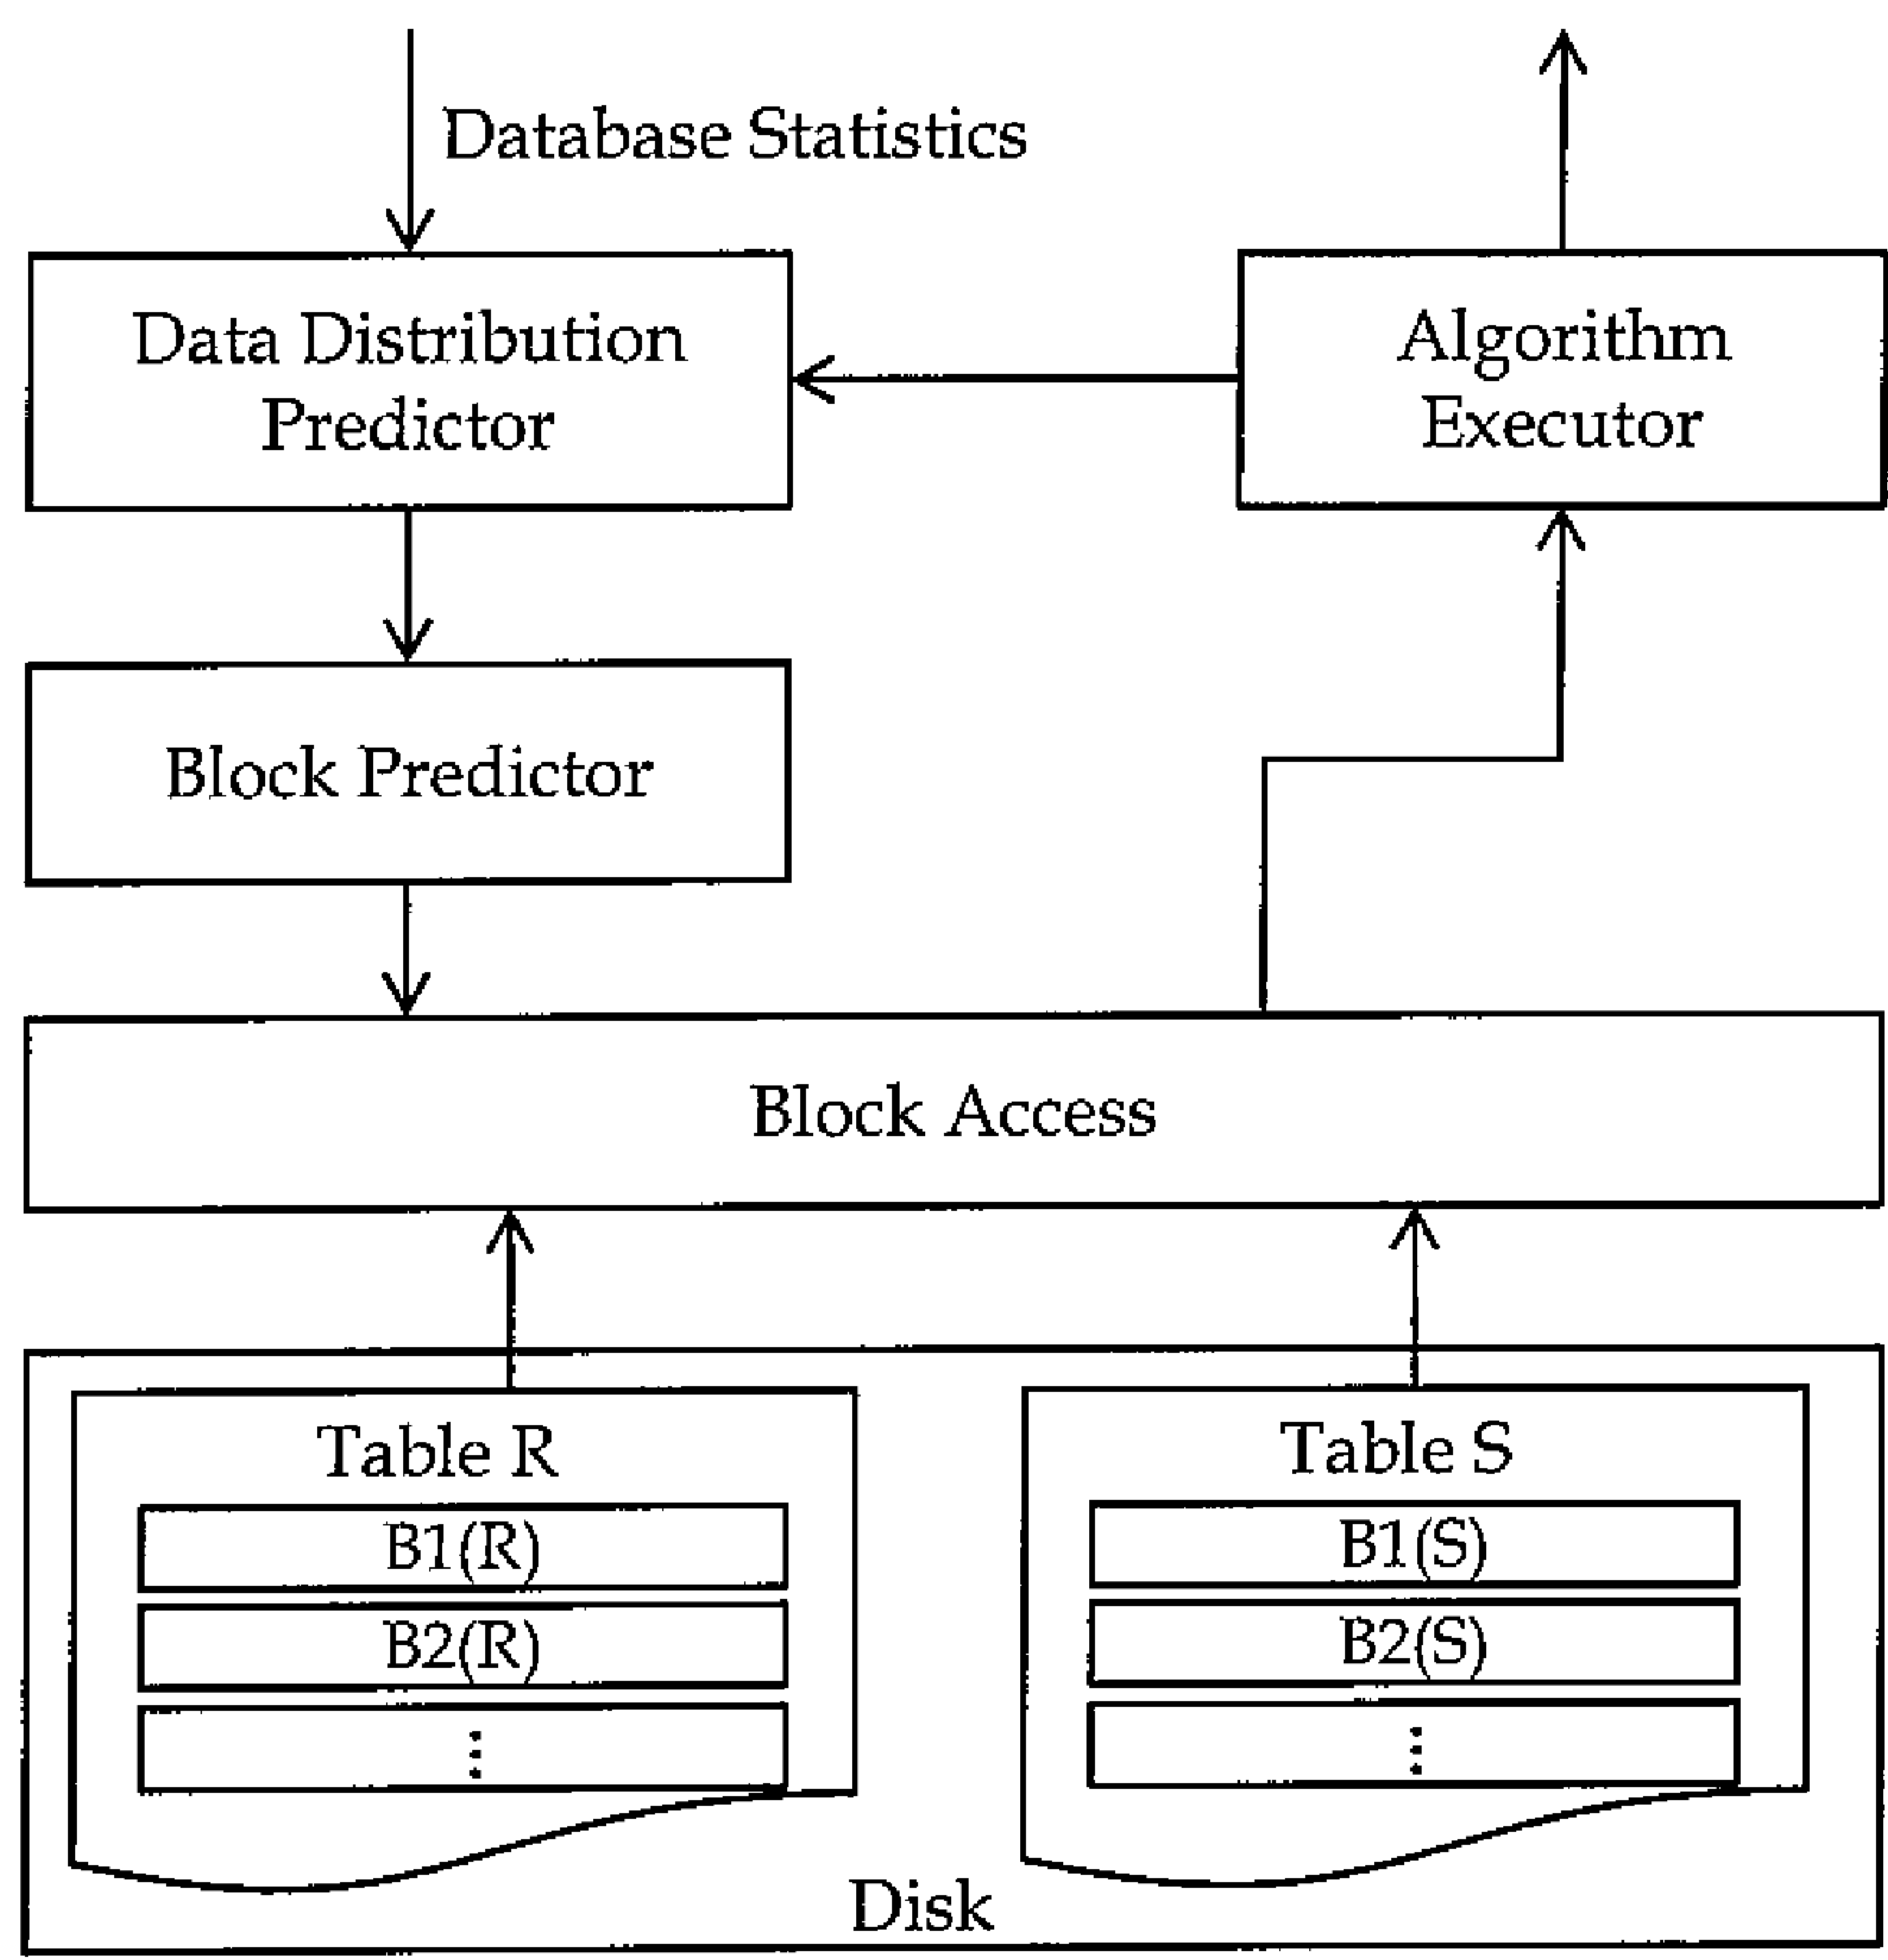 Database Statistics
Data Distribution
Predictor
Algorithm
Executor
Block Predictor
Block Access
Table R
B1(R)
B2(R)
⋮
Table S
B1(S)
B2(S)
⋮
Disk